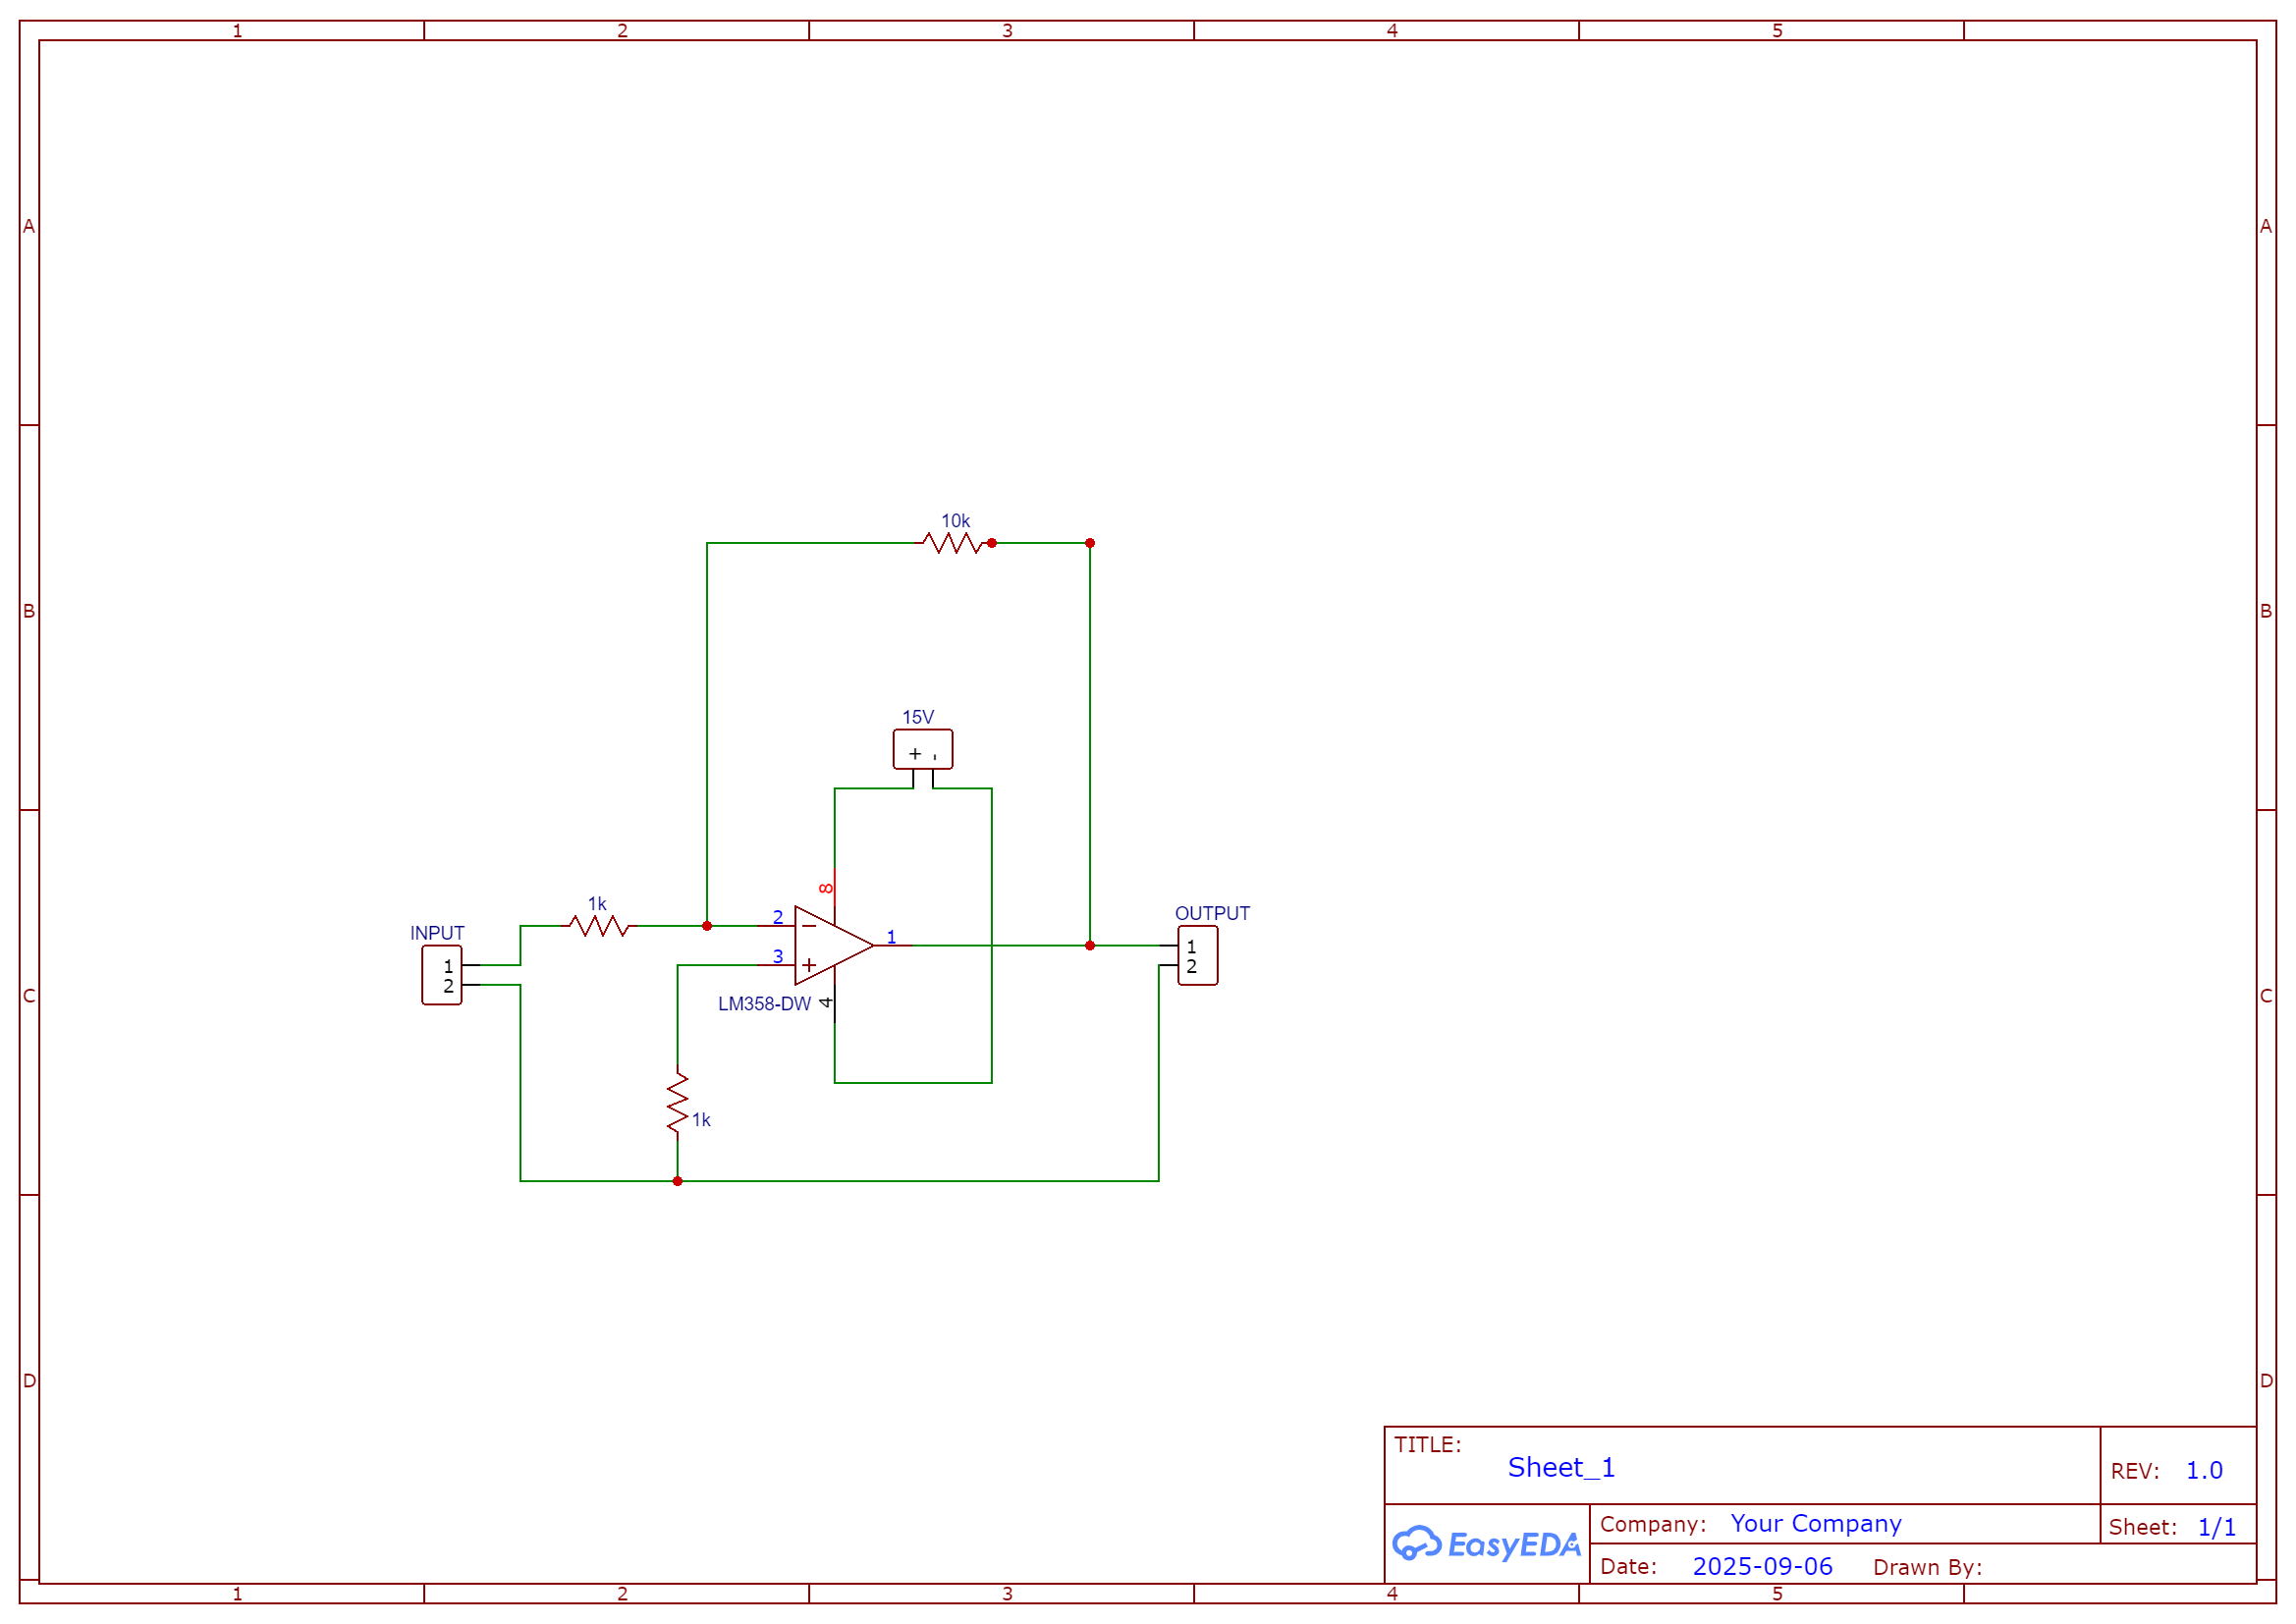 1 2 3 4 5
A A
10k
B B
15V
+ -
8
1k
2
OUTPUT
INPUT
1
1
3
1
2
2
C C
LM358-DW 4
1k
D D
TITLE:
Sheet_1
REV: 1.0
EasyEDA
Company: Your Company
Sheet: 1/1
Date: 2025-09-06 Drawn By:
1 2 3 4 5